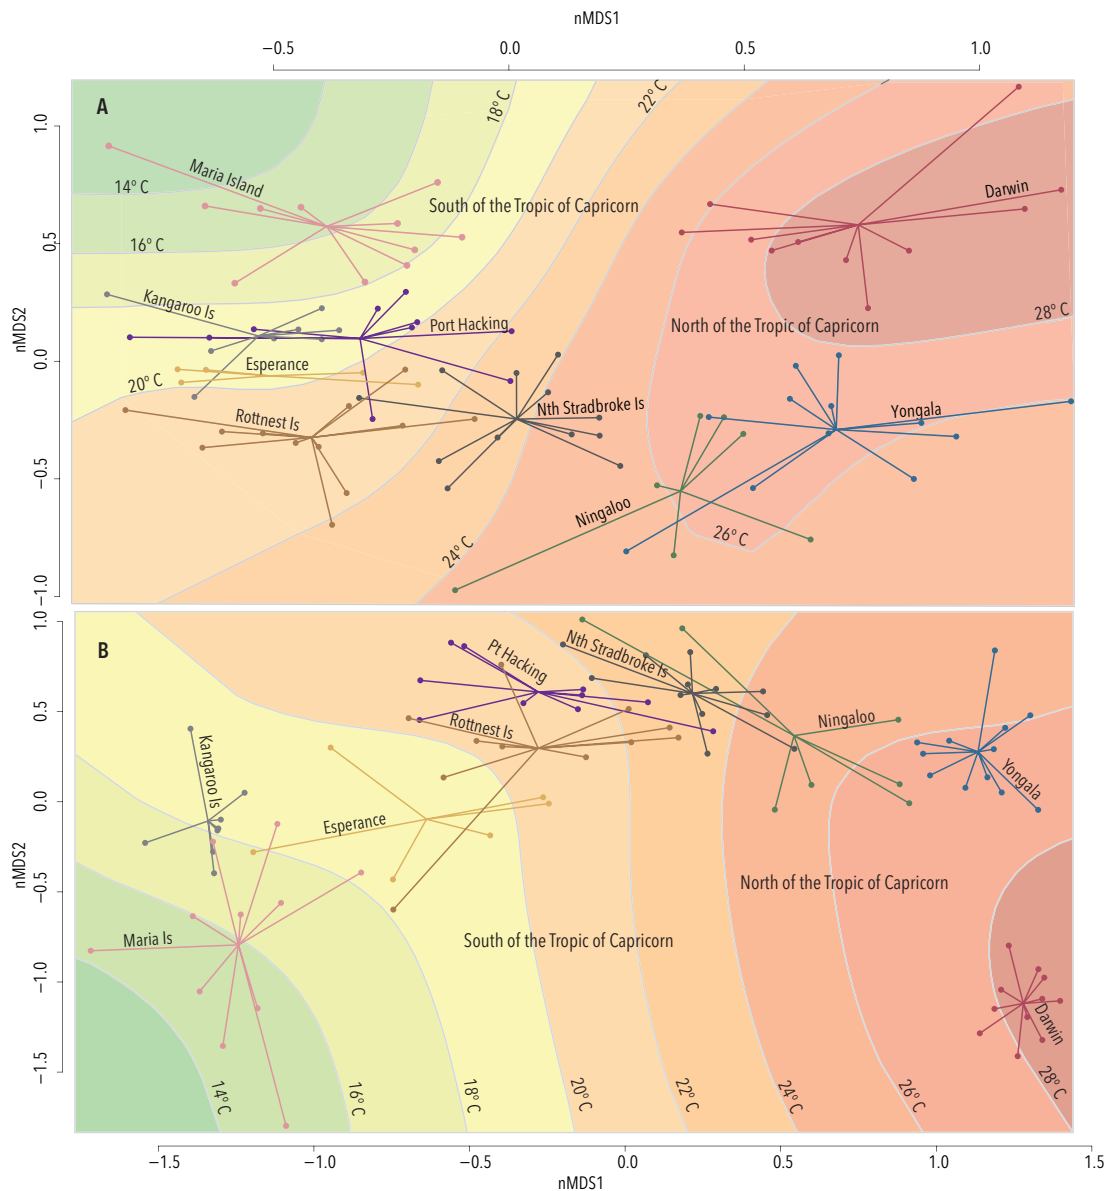 nMDS1
−0.5 0.0 0.5 1.0
A
18° C
22° C
1.0
Maria Island
14° C
Darwin
South of the Tropic of Capricorn
0.5
16° C
Kangaroo Is
28° C
Port Hacking
North of the Tropic of Capricorn
nMDS2
0.0
Esperance
20° C
Rottnest Is
Nth Stradbroke Is
Yongala
−0.5
Ningaloo
26° C
24° C
−1.0
1.0
B
Pt Hacking
Nth Stradbroke Is
0.5
Rottnest Is
Ningaloo
Kangaroo Is
Yongala
0.0
Esperance
nMDS2
−0.5
North of the Tropic of Capricorn
Maria Is
South of the Tropic of Capricorn
−1.0
Darwin
−1.5
14° C
16° C
18° C
20° C
22° C
24° C
26° C
28° C
−1.5 −1.0 −0.5 0.0 0.5 1.0 1.5
nMDS1